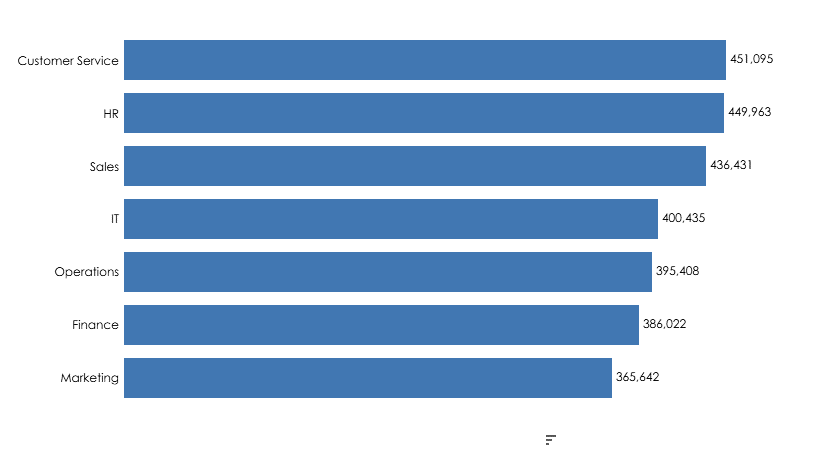 Customer Service 451,095
HR 449,963
Sales 436,431
IT 400,435
Operations 395,408
Finance 386,022
Marketing 365,642